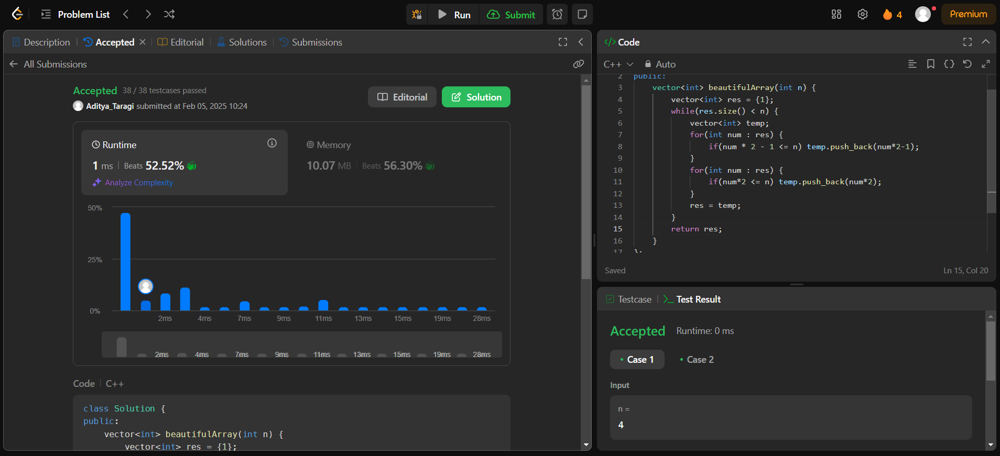 Problem List
Run
Submit
4
Premium
Description
Accepted
Editorial
Solutions
Submissions
All Submissions
Accepted 38 / 38 testcases passed
Aditya_Taragi submitted at Feb 05, 2025 10:24
Editorial
Solution
Runtime
1 ms Beats 52.52%
Analyze Complexity
Memory
10.07 MB Beats 56.30%
50%
25%
0%
2ms 4ms 7ms 9ms 11ms 13ms 15ms 19ms 28ms
2ms 4ms 7ms 9ms 11ms 13ms 15ms 19ms 28ms
Code C++
class Solution {
public:
    vector<int> beautifulArray(int n) {
        vector<int> res = {1};
</> Code
C++ Auto
2 public:
3     vector<int> beautifulArray(int n) {
4         vector<int> res = {1};
5         while(res.size() < n) {
6             vector<int> temp;
7             for(int num : res) {
8                 if(num * 2 - 1 <= n) temp.push_back(num*2-1);
9             }
10             for(int num : res) {
11                 if(num*2 <= n) temp.push_back(num*2);
12             }
13             res = temp;
14         }
15         return res;
16     }
17 };
Saved
Ln 15, Col 20
Testcase
Test Result
Accepted Runtime: 0 ms
Case 1
Case 2
Input
n =
4